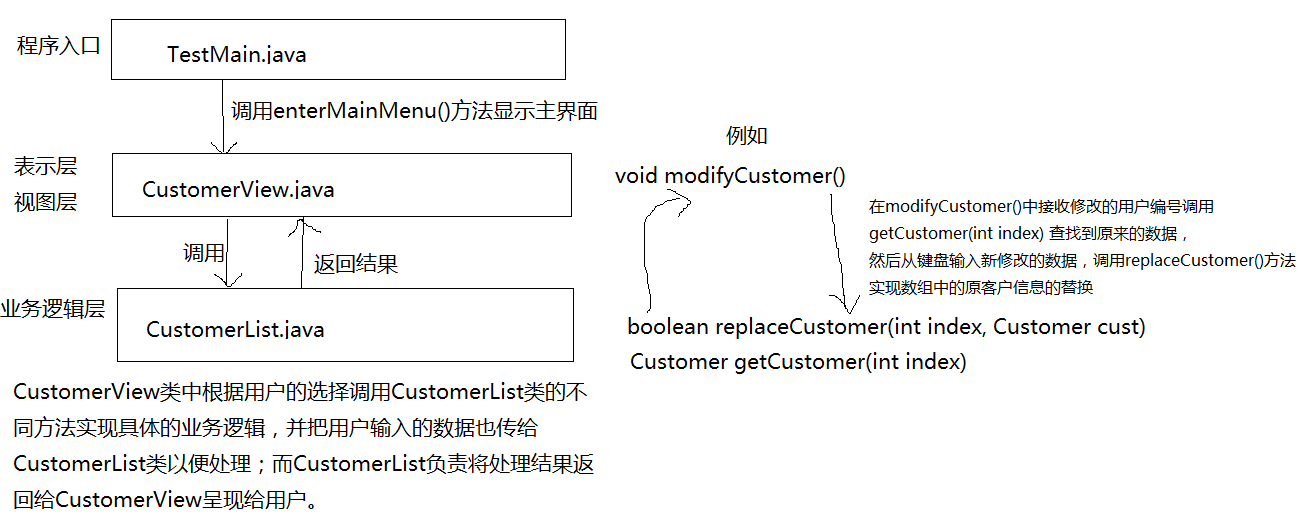 程序入口
TestMain.java
调用enterMainMenu()方法显示主界面
表示层
视图层
CustomerView.java
调用
返回结果
业务逻辑层
CustomerList.java
CustomerView类中根据用户的选择调用CustomerList类的不
同方法实现具体的业务逻辑，并把用户输入的数据也传给
CustomerList类以便处理；而CustomerList负责将处理结果返
回给CustomerView呈现给用户。
例如
void modifyCustomer()
在modifyCustomer()中接收修改的用户编号调用
getCustomer(int index) 查找到原来的数据，
然后从键盘输入新修改的数据，调用replaceCustomer()方法
实现数组中的原客户信息的替换
boolean replaceCustomer(int index, Customer cust)
Customer getCustomer(int index)